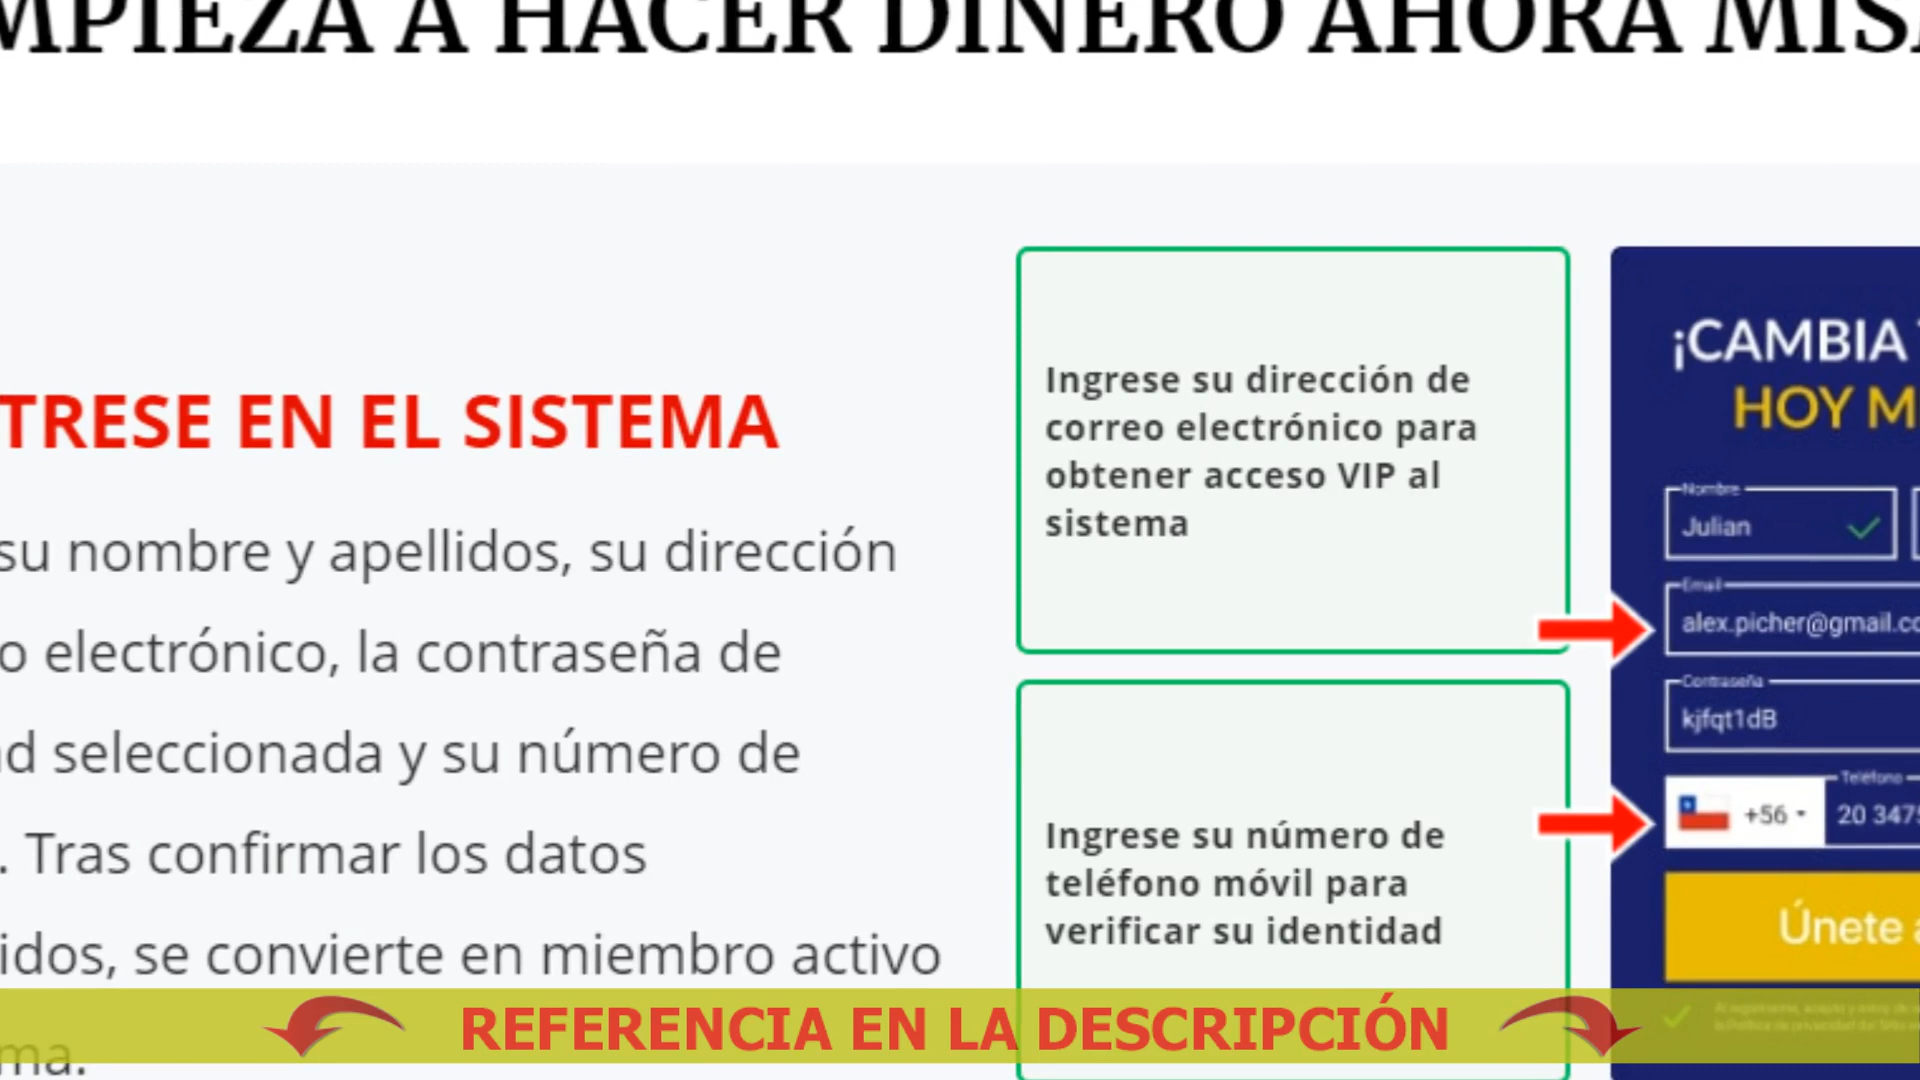 MPIEZA A HACER DINERO AHORA MIS
TRESE EN EL SISTEMA
su nombre y apellidos, su dirección
o electrónico, la contraseña de
d seleccionada y su número de
. Tras confirmar los datos
idos, se convierte en miembro activo
ma.
Ingrese su dirección de
correo electrónico para
obtener acceso VIP al
sistema
Ingrese su número de
teléfono móvil para
verificar su identidad
¡CAMBIA
HOY M
Nombre
Julian
Email
alex.picher@gmail.co
Contraseña
kjfqt1dB
Teléfono
+56 20 347
Únete a
REFERENCIA EN LA DESCRIPCIÓN